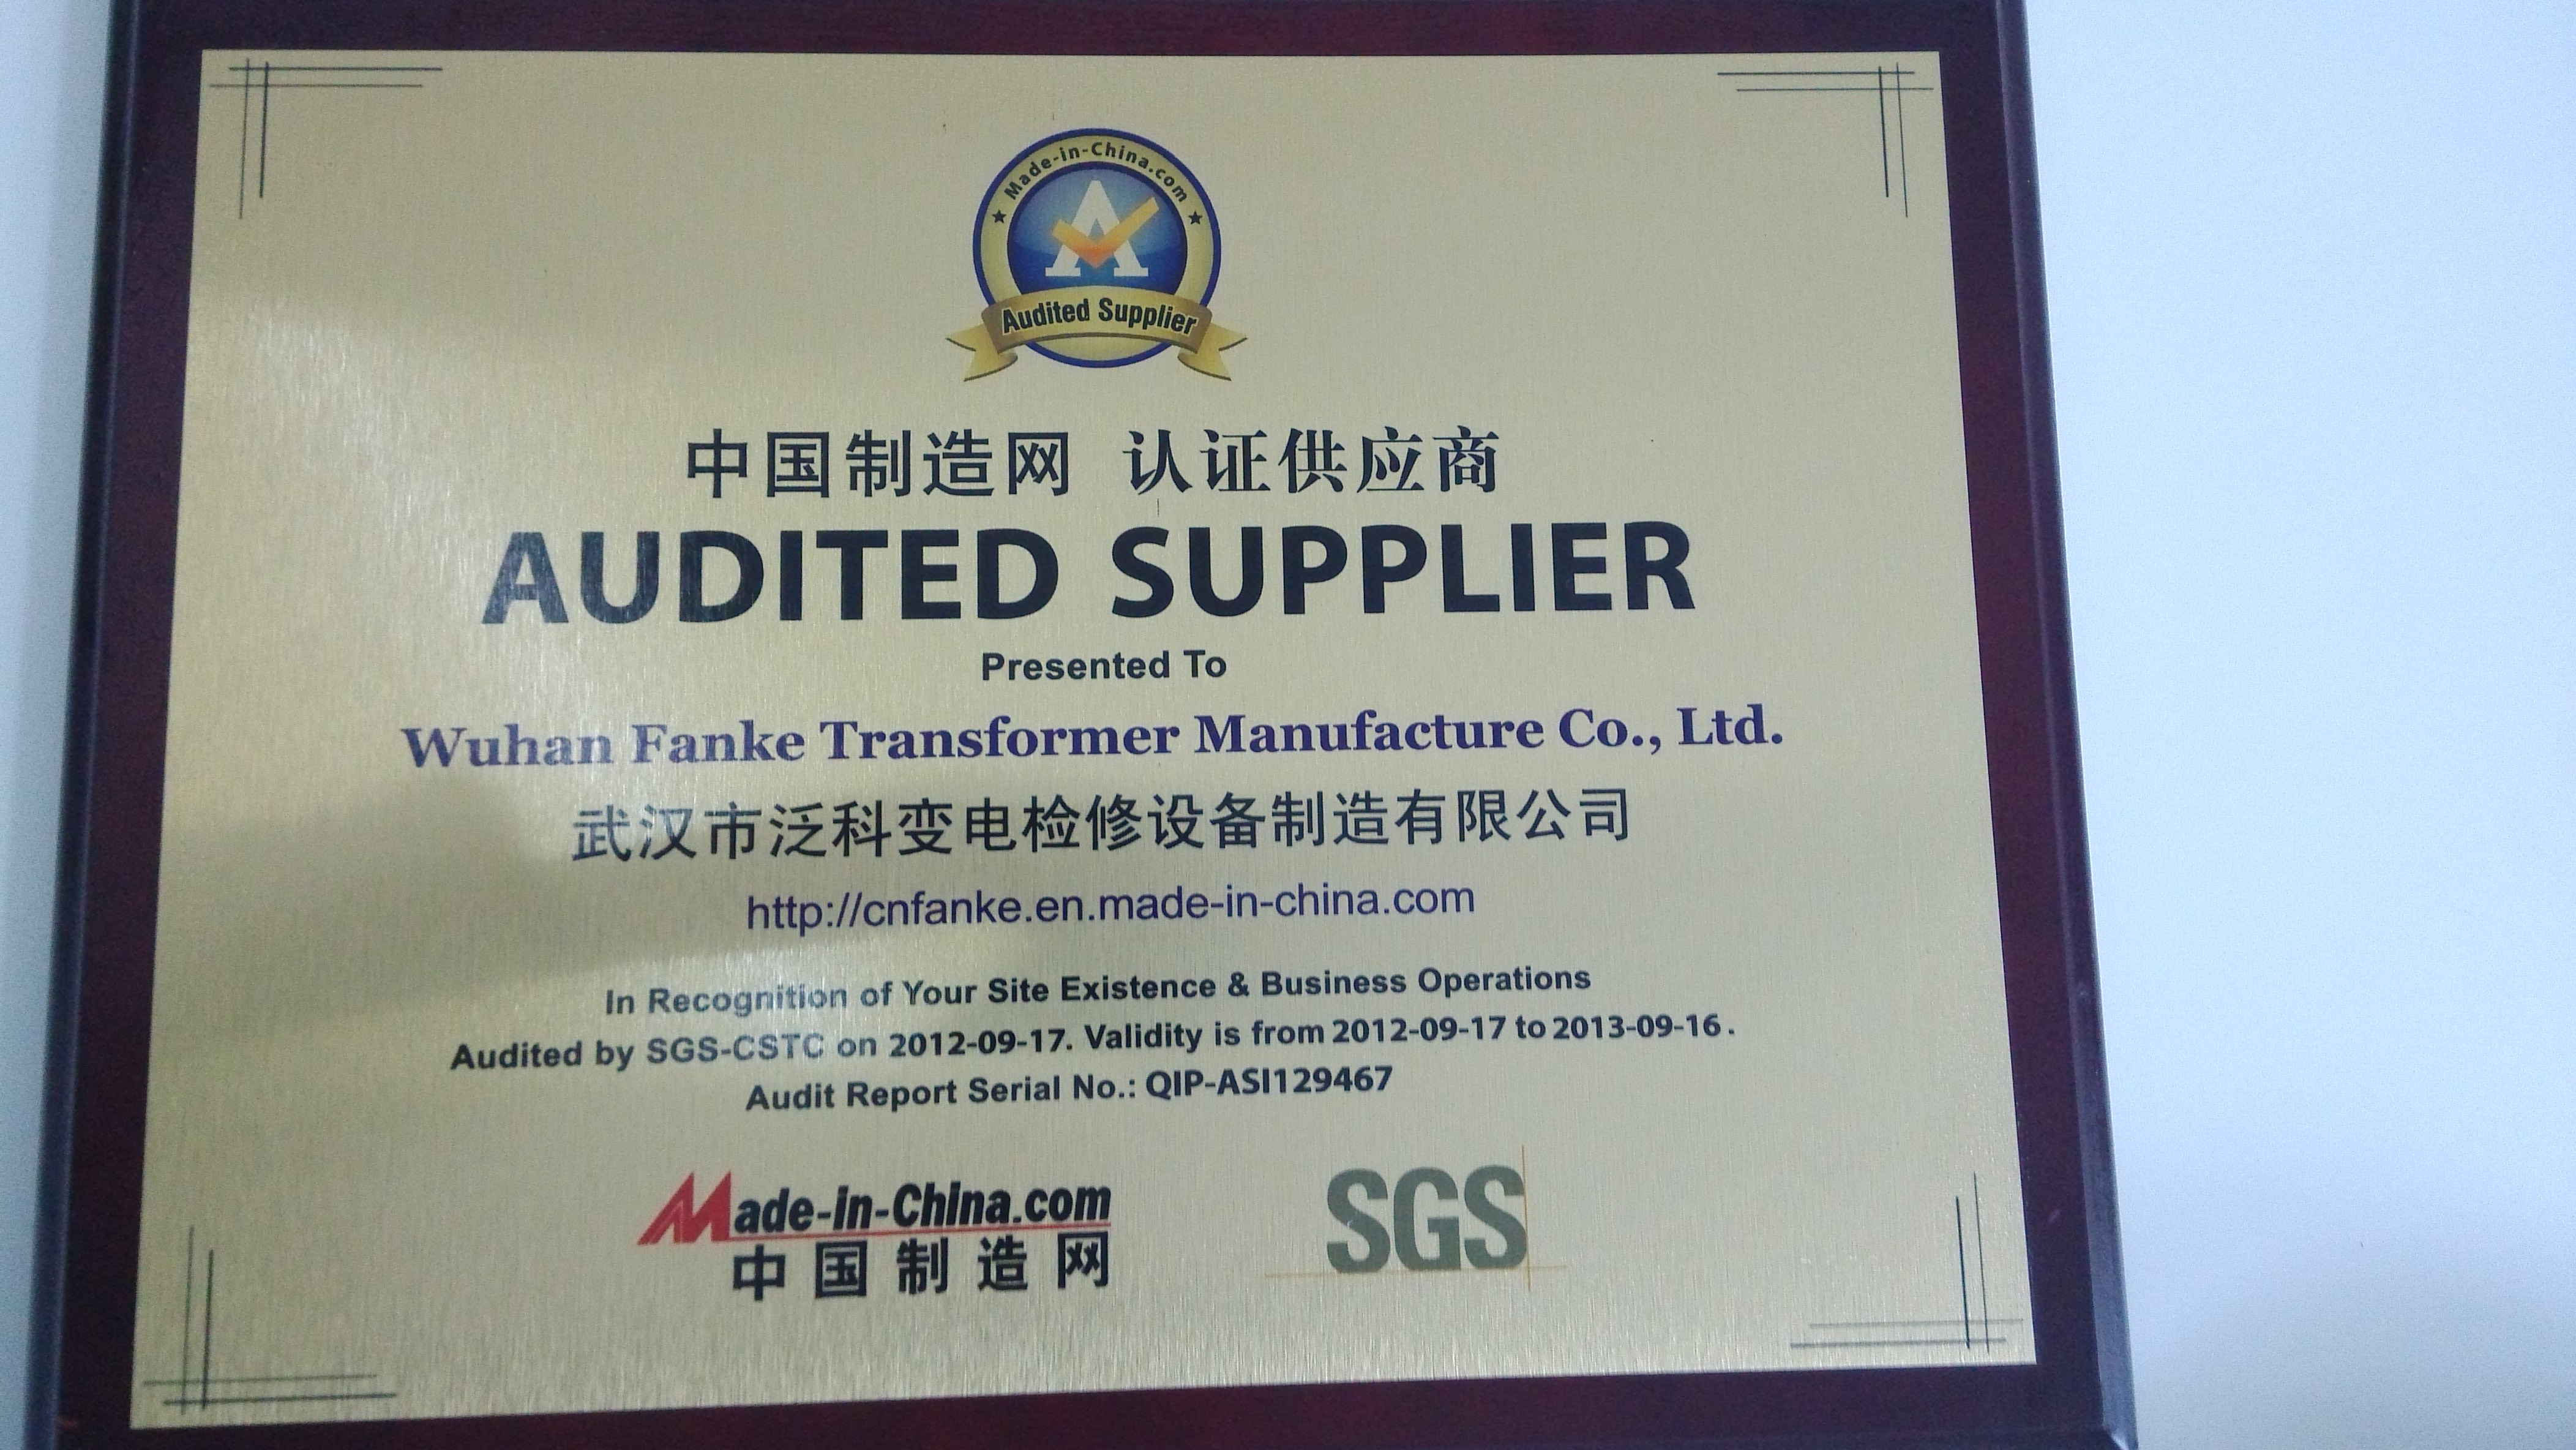 Made-in-China.com
Audited Supplier
中国制造网 认证供应商
AUDITED SUPPLIER
Presented To
Wuhan Fanke Transformer Manufacture Co., Ltd.
武汉市泛科变电检修设备制造有限公司
http://cnfanke.en.made-in-china.com
In Recognition of Your Site Existence & Business Operations
Audited by SGS-CSTC on 2012-09-17. Validity is from 2012-09-17 to 2013-09-16.
Audit Report Serial No.: QIP-ASI129467
Made-in-China.com
中国制造网
SGS